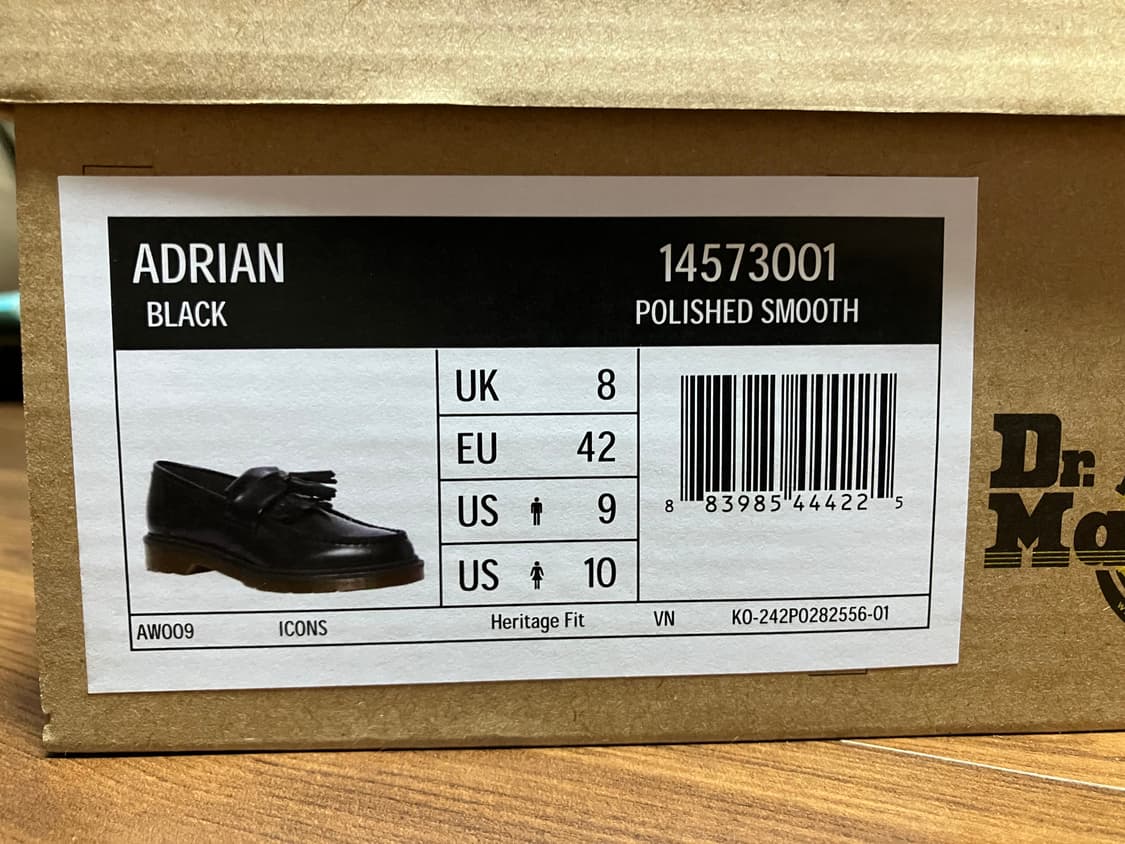 ADRIAN
BLACK
14573001
POLISHED SMOOTH
UK 8
EU 42
US 9
US 10
8 83985 44422 5
AW009 ICONS Heritage Fit VN KO-242P0282556-01
Dr.
Ma